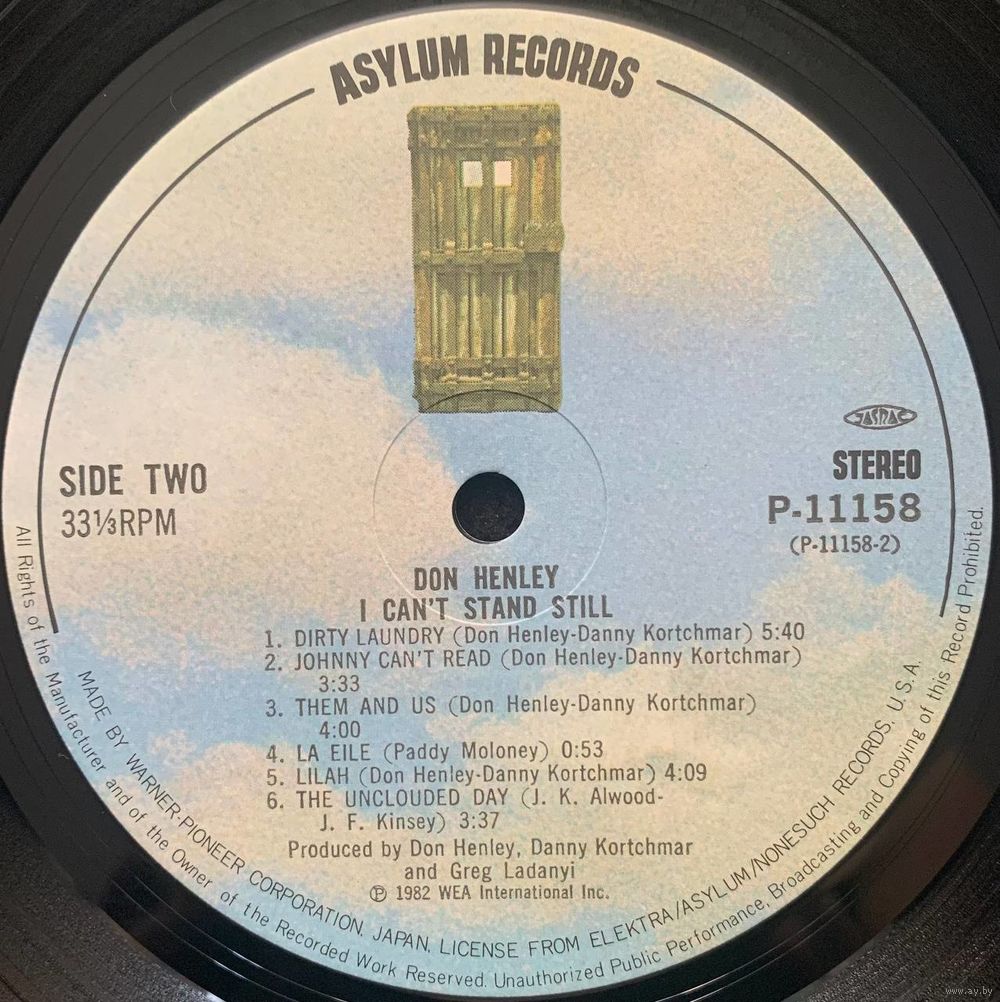 ASYLUM RECORDS
JASRAC
SIDE TWO
33⅓RPM
STEREO
P-11158
(P-11158-2)
DON HENLEY
I CAN'T STAND STILL
1. DIRTY LAUNDRY (Don Henley-Danny Kortchmar) 5:40
2. JOHNNY CAN'T READ (Don Henley-Danny Kortchmar)
3:33
3. THEM AND US (Don Henley-Danny Kortchmar)
4:00
4. LA EILE (Paddy Moloney) 0:53
5. LILAH (Don Henley-Danny Kortchmar) 4:09
6. THE UNCLOUDED DAY (J. K. Alwood-
J. F. Kinsey) 3:37
Produced by Don Henley, Danny Kortchmar
and Greg Ladanyi
Ⓟ 1982 WEA International Inc.
MADE BY WARNER-PIONEER CORPORATION, JAPAN, LICENSE FROM ELEKTRA/ASYLUM/NONESUCH RECORDS, U.S.A.
All Rights of the Manufacturer and of the Owner of the Recorded Work Reserved. Unauthorized Public Performance, Broadcasting and Copying of this Record Prohibited.
www.ay.by